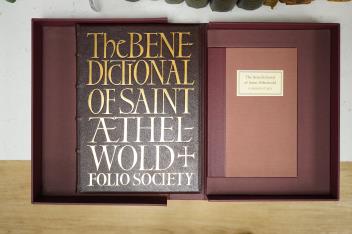 The BENE-
DICTIONAL
OF SAINT
ÆTHEL-
WOLD+
FOLIO SOCIETY
The Benedictional
of Saint Æthelwold